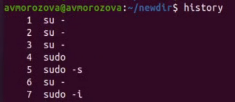 avmorozova@avmorozova:~/newdir$ history
1 su -
2 su -
3 su -
4 sudo
5 sudo -s
6 su -
7 sudo -i